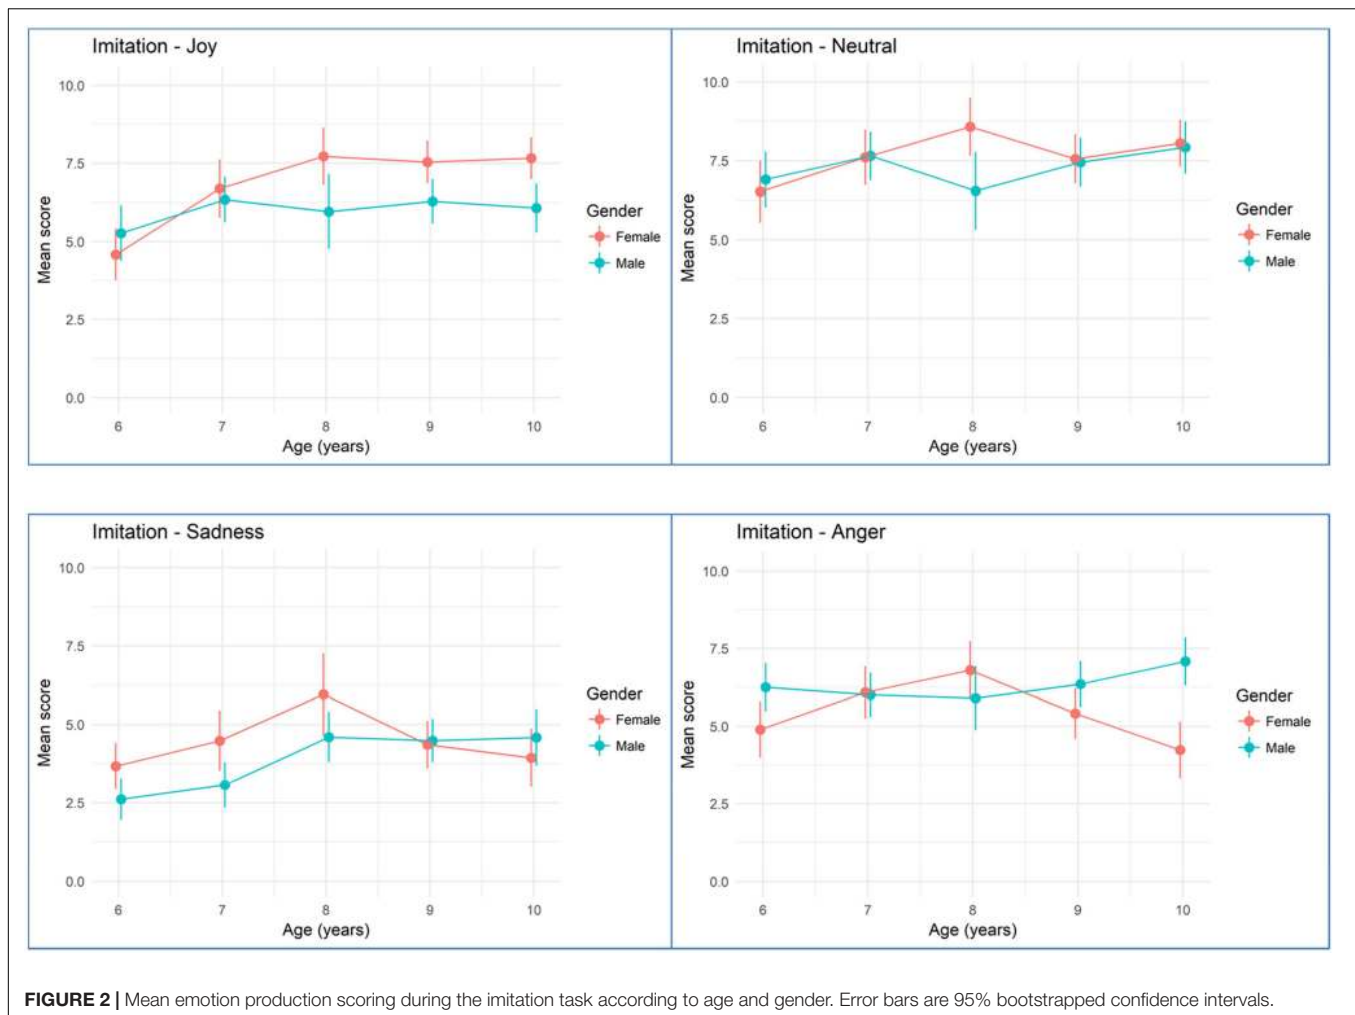 Imitation - Joy
Mean score
10.0
7.5
5.0
2.5
0.0
6 7 8 9 10
Age (years)
Gender
Female
Male
Imitation - Neutral
Mean score
10.0
7.5
5.0
2.5
0.0
6 7 8 9 10
Age (years)
Gender
Female
Male
Imitation - Sadness
Mean score
10.0
7.5
5.0
2.5
0.0
6 7 8 9 10
Age (years)
Gender
Female
Male
Imitation - Anger
Mean score
10.0
7.5
5.0
2.5
0.0
6 7 8 9 10
Age (years)
Gender
Female
Male
FIGURE 2 | Mean emotion production scoring during the imitation task according to age and gender. Error bars are 95% bootstrapped confidence intervals.